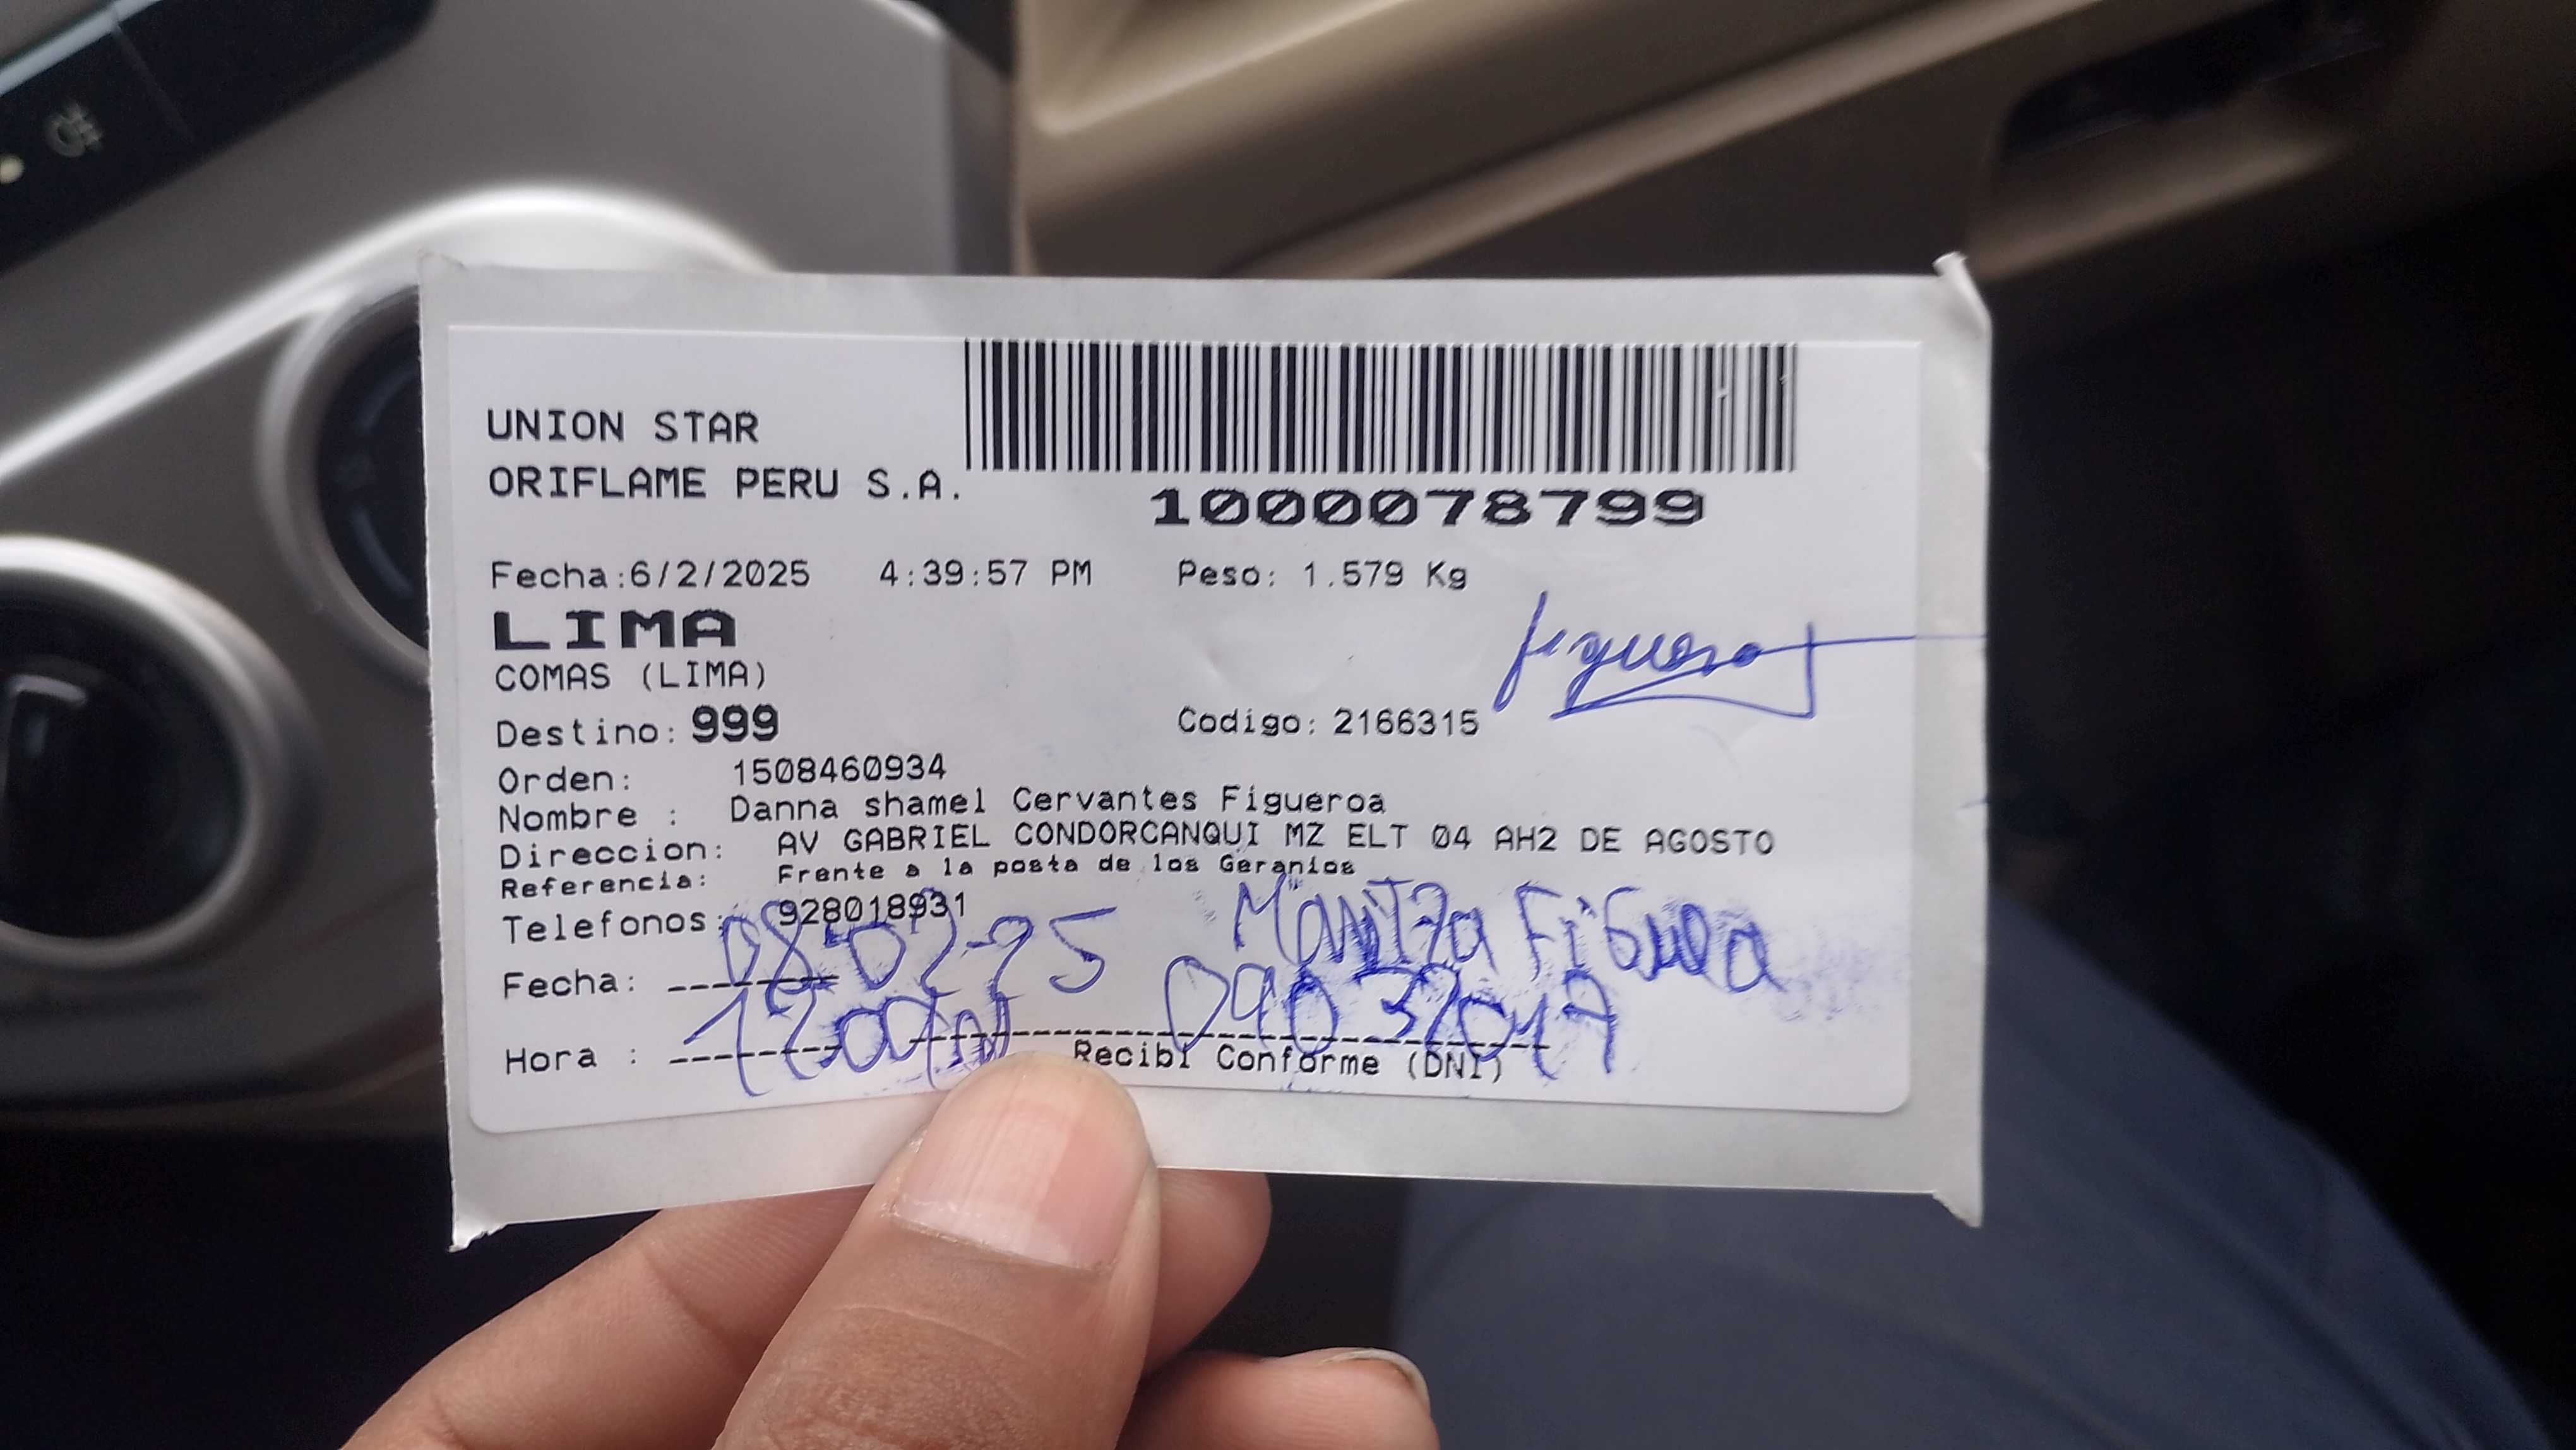 UNION STAR
ORIFLAME PERU S.A.
1000078799
Fecha:6/2/2025 4:39:57 PM Peso: 1.579 Kg
LIMA
figueroa
COMAS (LIMA)
Destino: 999 Codigo: 2166315
Orden: 1508460934
Nombre : Danna shamel Cervantes Figueroa
Direccion: AV GABRIEL CONDORCANQUI MZ ELT 04 AH2 DE AGOSTO
Referencia: Frente a la posta de los Geranios
Telefonos: 928018931
Fecha: 08-02-25 Maritza
Hora :
Recibi Conforme (DNI)